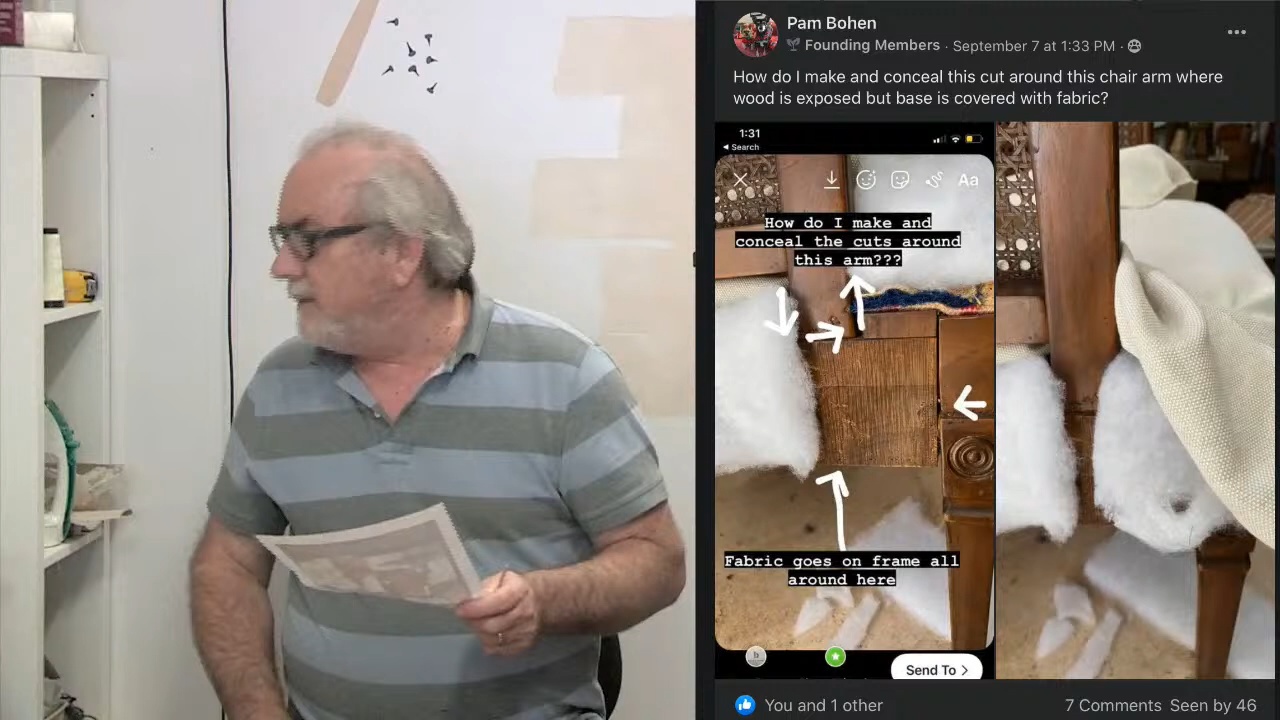 Pam Bohen
Founding Members · September 7 at 1:33 PM ·
How do I make and conceal this cut around this chair arm where
wood is exposed but base is covered with fabric?
1:31
◀ Search
Aa
How do I make and
conceal the cuts around
this arm???
Fabric goes on frame all
around here
Send To >
You and 1 other
7 Comments Seen by 46